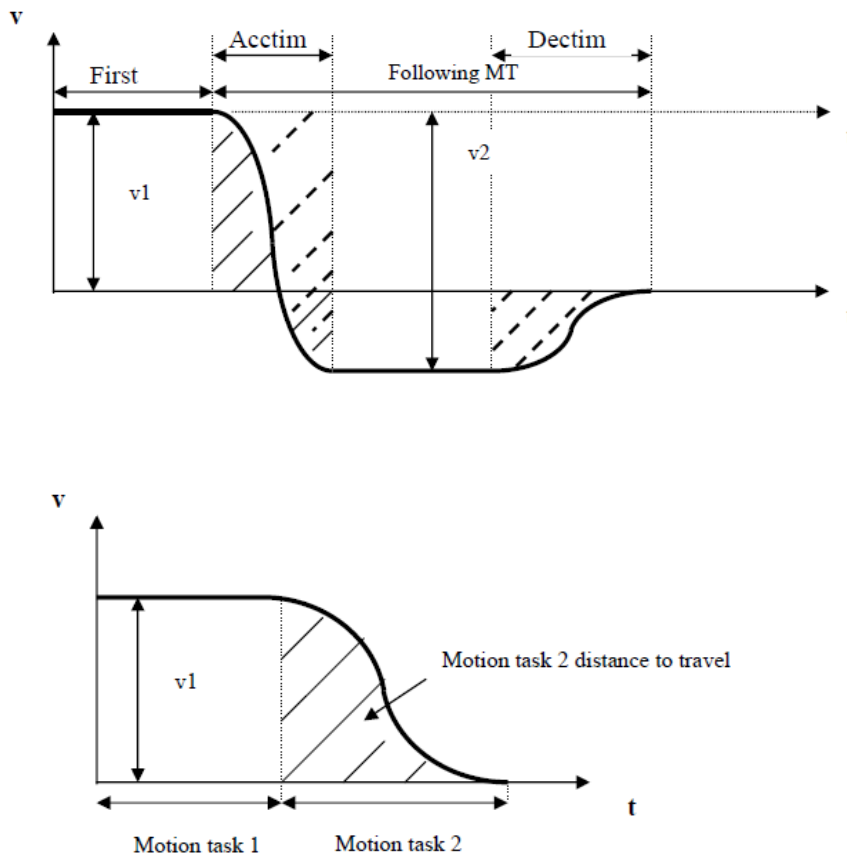 v
Acctim
Dectim
First
Following MT
v1
v2
v
v1
Motion task 2 distance to travel
t
Motion task 1
Motion task 2